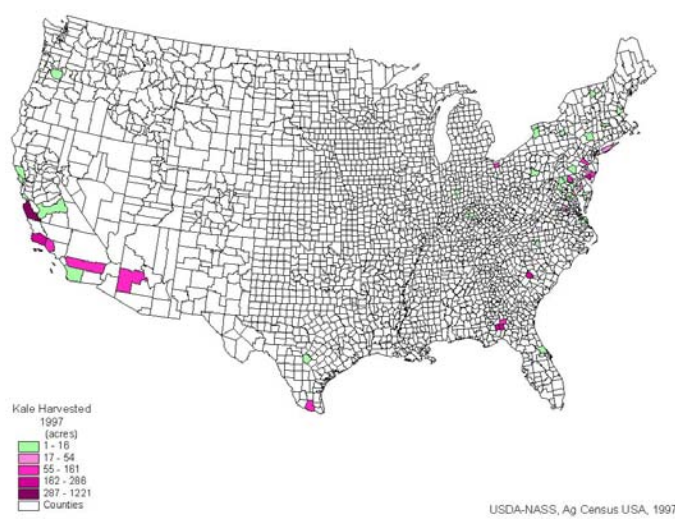 Kale Harvested
1997
(acres)
1 - 16
17 - 54
55 - 161
162 - 286
287 - 1221
Counties
USDA-NASS, Ag Census USA, 1997